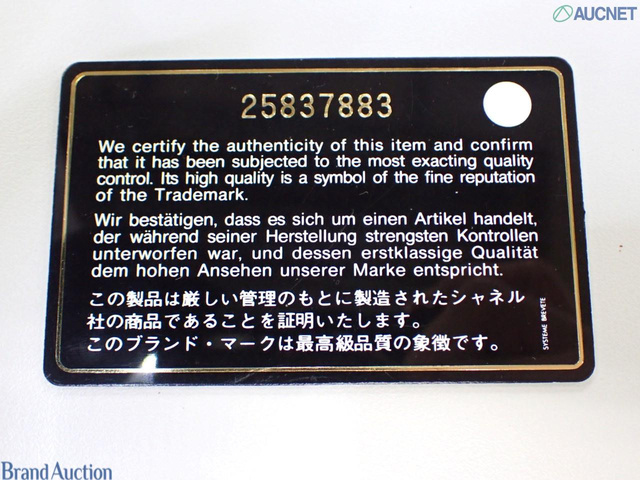 AUCNET
25837883
We certify the authenticity of this item and confirm
that it has been subjected to the most exacting quality
control. Its high quality is a symbol of the fine reputation
of the Trademark.
Wir bestätigen, dass es sich um einen Artikel handelt,
der während seiner Herstellung strengsten Kontrollen
unterworfen war, und dessen erstklassige Qualität
dem hohen Ansehen unserer Marke entspricht.
この製品は厳しい管理のもとに製造されたシャネル
社の商品であることを証明いたします。
このブランド・マークは最高級品質の象徴です。
SYSTEME BREVETE
Brand Auction